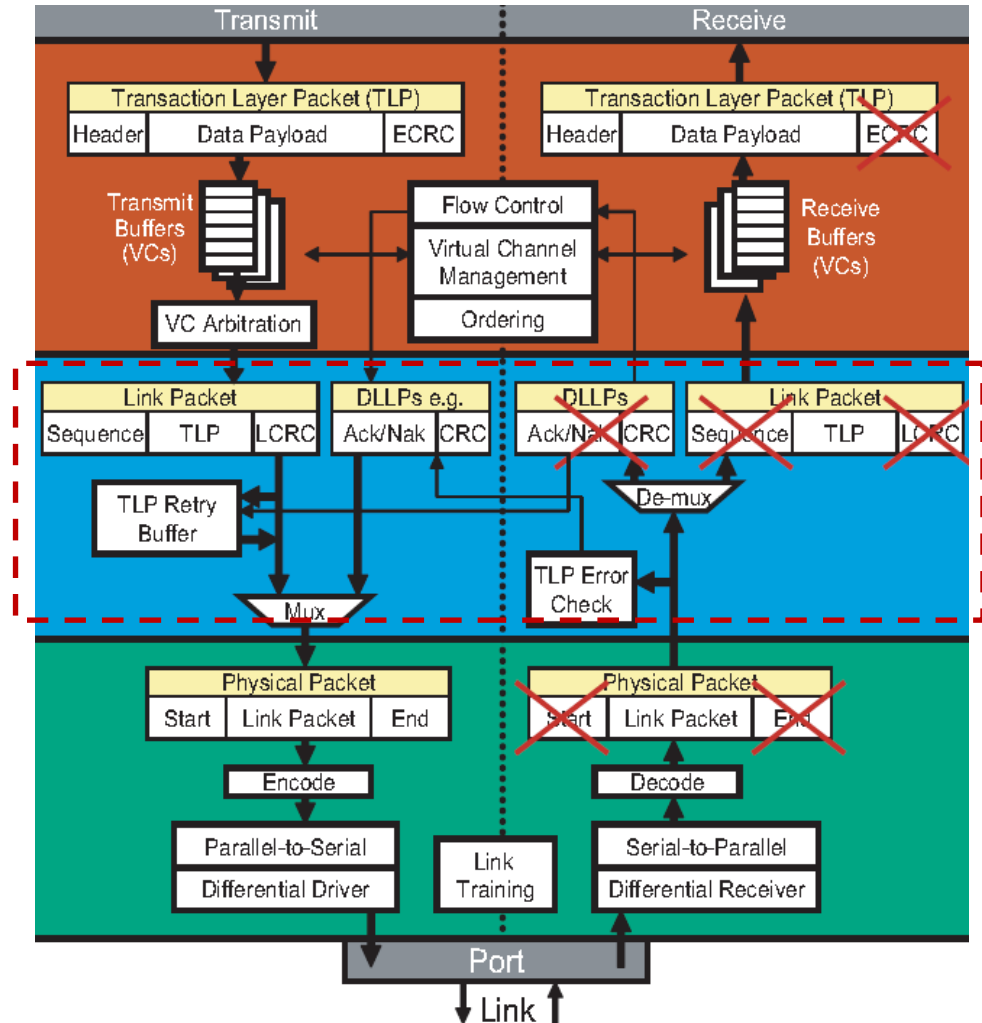 Transmit
Receive
Transaction Layer Packet (TLP)
Header Data Payload ECRC
Transaction Layer Packet (TLP)
Header Data Payload ECRC
Transmit
Buffers
(VCs)
Flow Control
Virtual Channel
Management
Ordering
Receive
Buffers
(VCs)
VC Arbitration
Link Packet
Sequence TLP LCRC
DLLPs e.g.
Ack/Nak CRC
DLLPs
Ack/Nak CRC
Link Packet
Sequence TLP LCRC
TLP Retry
Buffer
De-mux
TLP Error
Check
Mux
Physical Packet
Start Link Packet End
Physical Packet
Start Link Packet End
Encode
Decode
Parallel-to-Serial
Differential Driver
Link
Training
Serial-to-Parallel
Differential Receiver
Port
Link